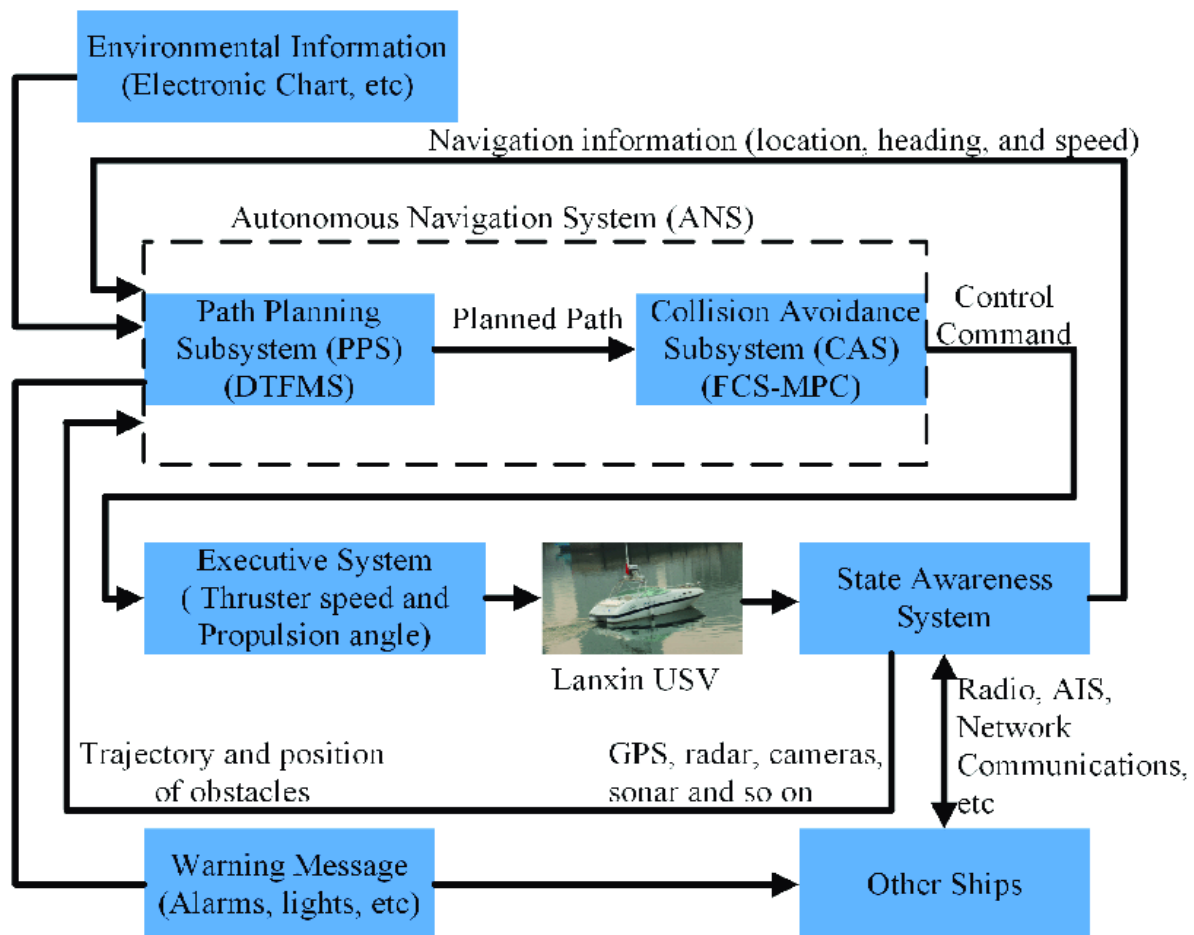 Environmental Information
(Electronic Chart, etc)
Navigation information (location, heading, and speed)
Autonomous Navigation System (ANS)
Path Planning
Subsystem (PPS)
(DTFMS)
Planned Path
Collision Avoidance
Subsystem (CAS)
(FCS-MPC)
Control
Command
Executive System
( Thruster speed and
Propulsion angle)
Lanxin USV
State Awareness
System
Radio, AIS,
Network
Communications,
etc
Trajectory and position
of obstacles
GPS, radar, cameras,
sonar and so on
Warning Message
(Alarms, lights, etc)
Other Ships